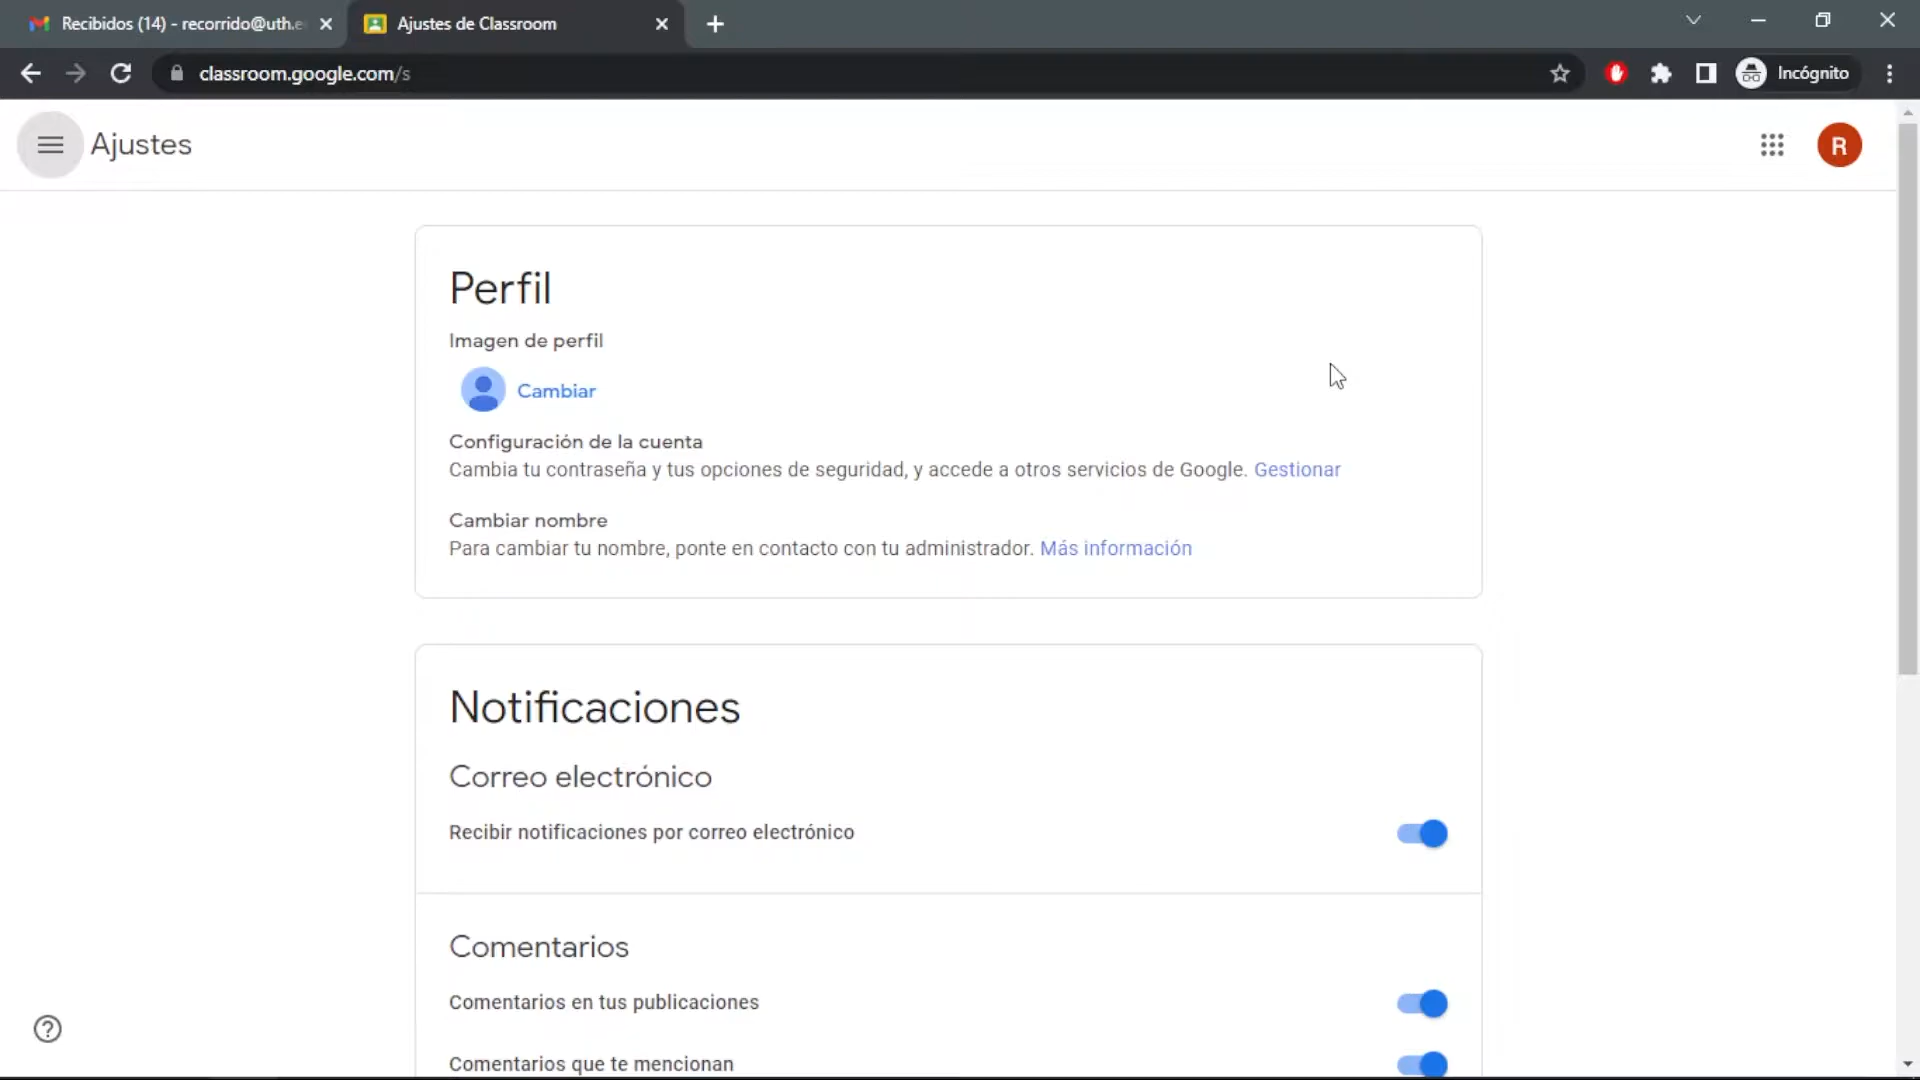 Recibidos (14) - recorrido@uth.e
Ajustes de Classroom
classroom.google.com/s
Incógnito
Ajustes
R
Perfil
Imagen de perfil
Cambiar
Configuración de la cuenta
Cambia tu contraseña y tus opciones de seguridad, y accede a otros servicios de Google. Gestionar
Cambiar nombre
Para cambiar tu nombre, ponte en contacto con tu administrador. Más información
Notificaciones
Correo electrónico
Recibir notificaciones por correo electrónico
Comentarios
Comentarios en tus publicaciones
Comentarios que te mencionan